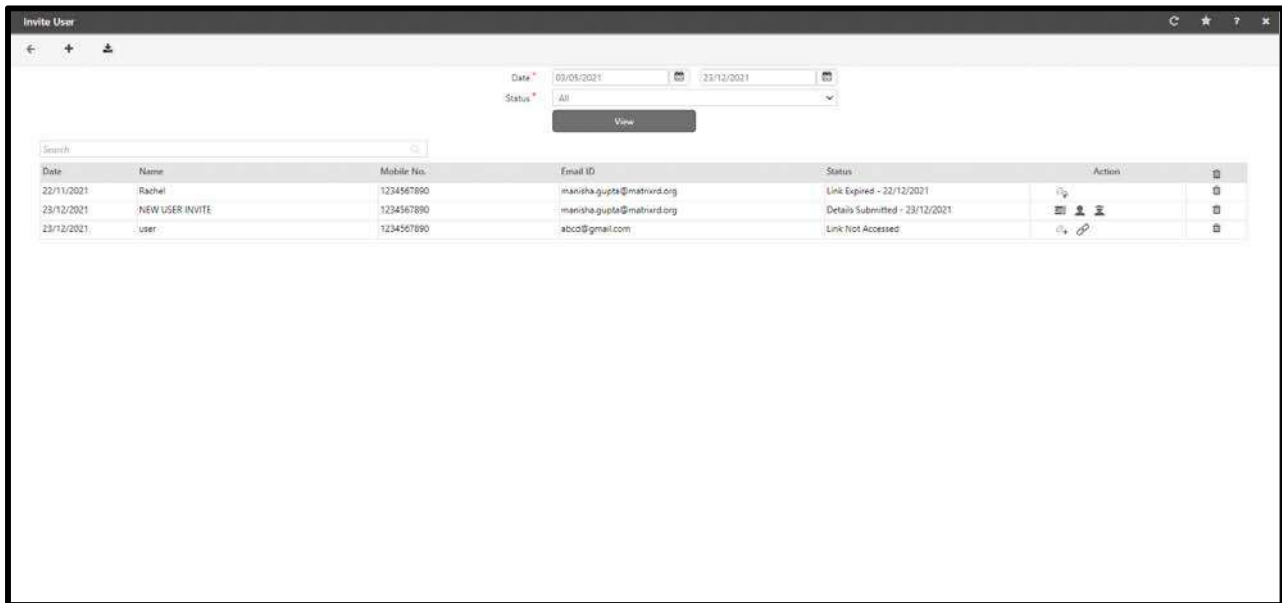 Invite User
Date * 03/05/2021 23/12/2021
Status * All
View
Search
Date Name Mobile No. Email ID Status Action
22/11/2021 Rachel 1234567890 manisha.gupta@matrixrd.org Link Expired - 22/12/2021
23/12/2021 NEW USER INVITE 1234567890 manisha.gupta@matrixrd.org Details Submitted - 23/12/2021
23/12/2021 user 1234567890 abcd@gmail.com Link Not Accessed